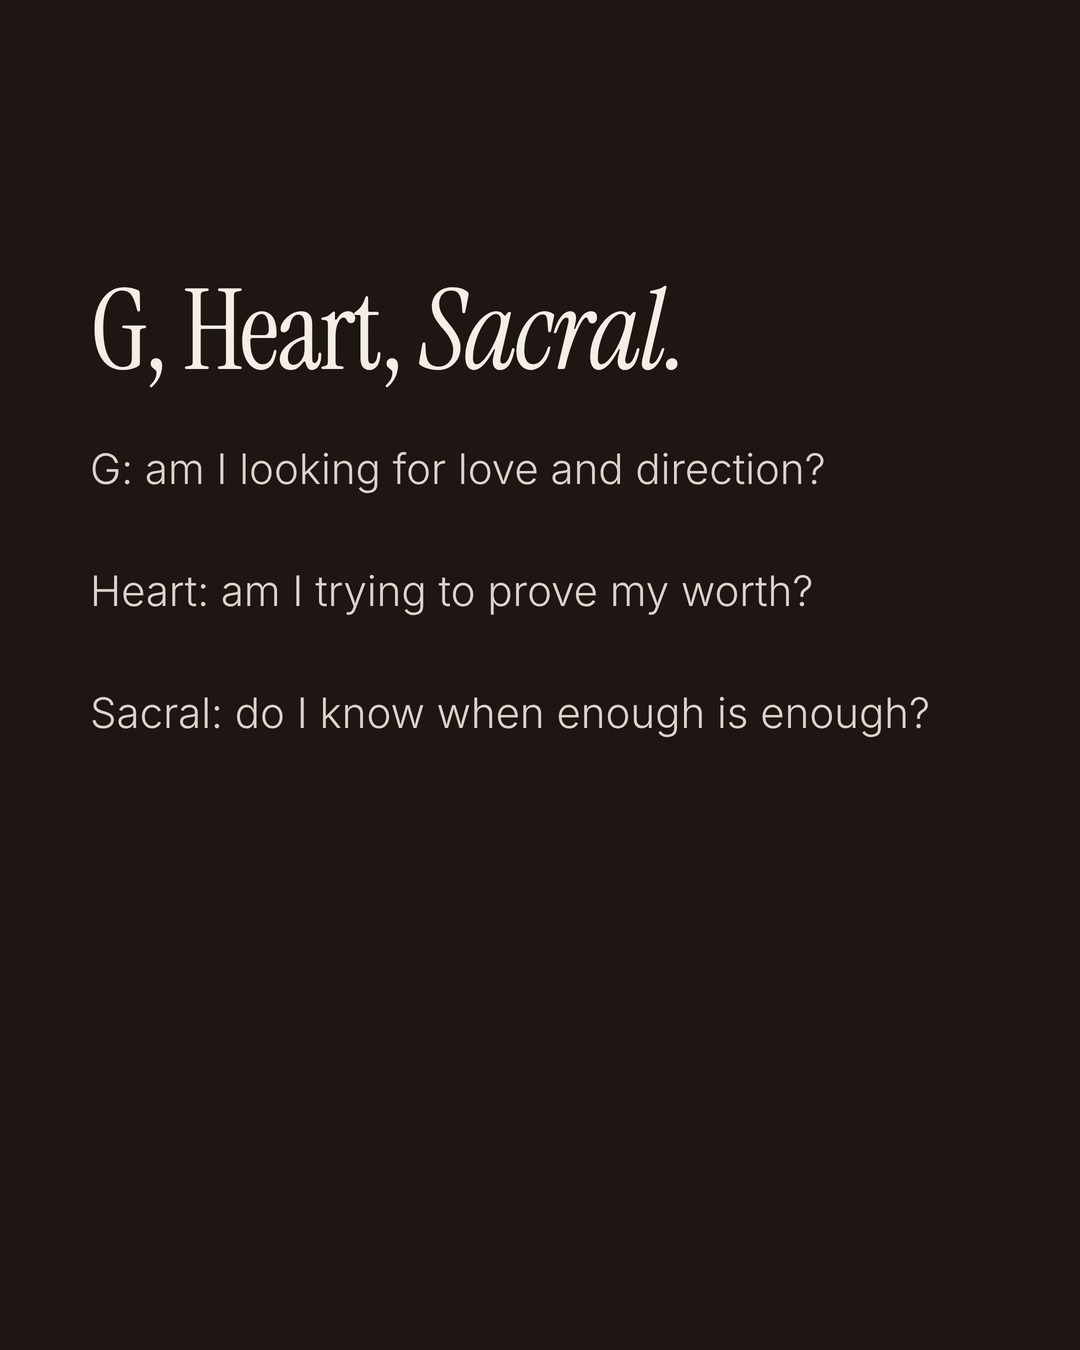 G, Heart, Sacral.
G: am I looking for love and direction?
Heart: am I trying to prove my worth?
Sacral: do I know when enough is enough?